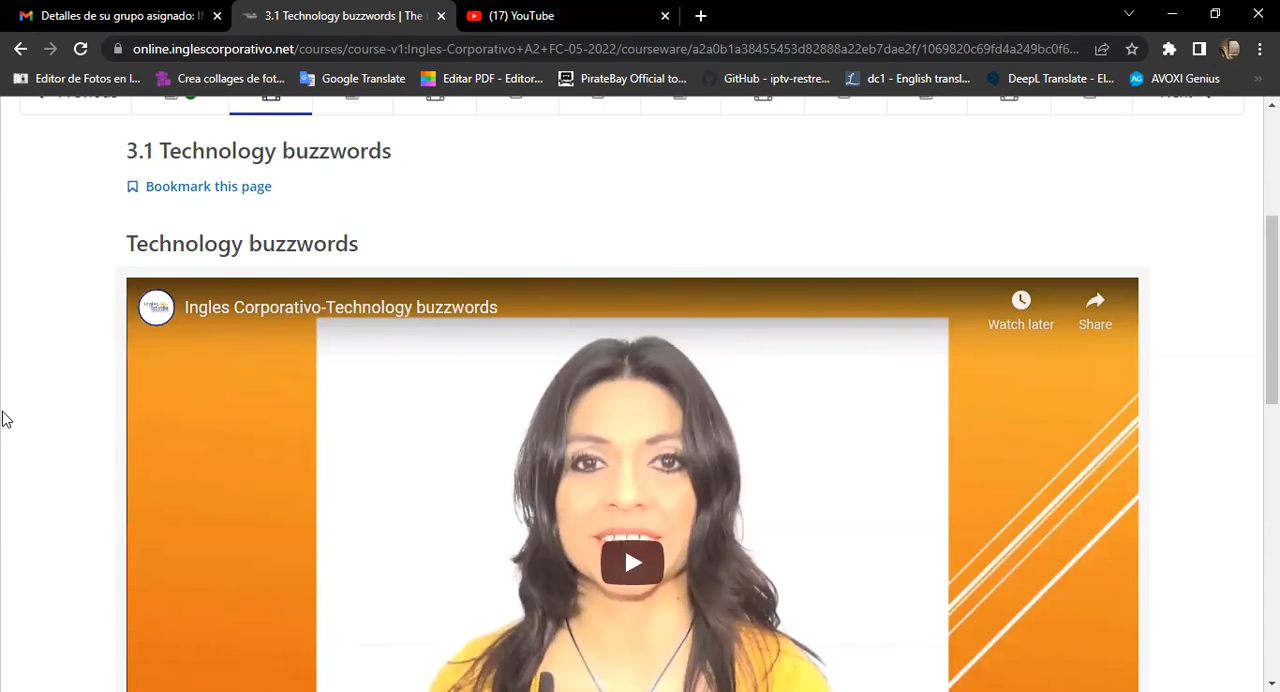 Detalles de su grupo asignado: I
3.1 Technology buzzwords | The
(17) YouTube
online.inglescorporativo.net/courses/course-v1:Ingles-Corporativo+A2+FC-05-2022/courseware/a2a0b1a38455453d82888a22eb7dae2f/1069820c69fd4a249bc0f6...
Editor de Fotos en l...
Crea collages de fot...
Google Translate
Editar PDF - Editor...
PirateBay Official to...
GitHub - iptv-restre...
dc1 - English transl...
DeepL Translate - El...
AVOXI Genius
»
3.1 Technology buzzwords
Bookmark this page
Technology buzzwords
Ingles Corporativo-Technology buzzwords
Watch later
Share